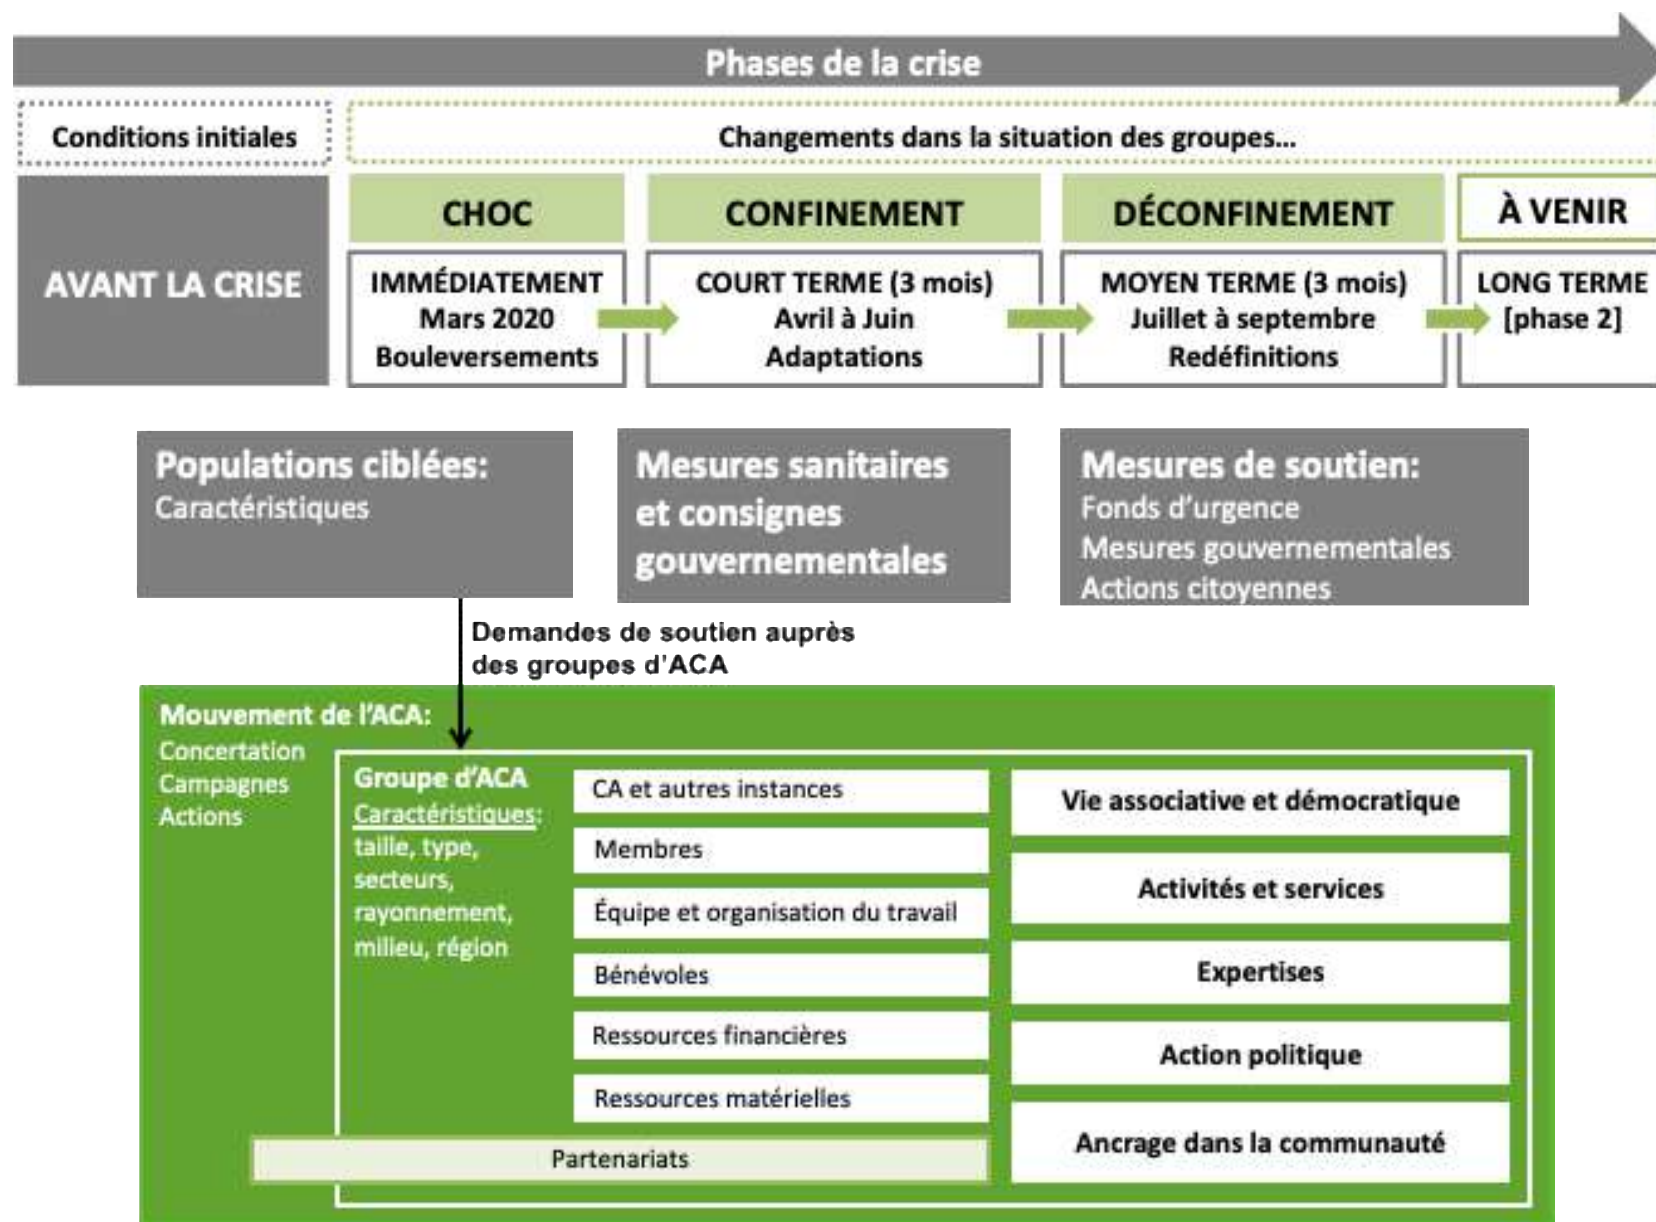 Phases de la crise
Conditions initiales
Changements dans la situation des groupes...
AVANT LA CRISE
CHOC
IMMÉDIATEMENT
Mars 2020
Bouleversements
CONFINEMENT
COURT TERME (3 mois)
Avril à Juin
Adaptations
DÉCONFINEMENT
MOYEN TERME (3 mois)
Juillet à septembre
Redéfinitions
À VENIR
LONG TERME
[phase 2]
Populations ciblées:
Caractéristiques
Mesures sanitaires
et consignes
gouvernementales
Mesures de soutien:
Fonds d'urgence
Mesures gouvernementales
Actions citoyennes
Demandes de soutien auprès
des groupes d'ACA
Mouvement de l'ACA:
Concertation
Campagnes
Actions
Groupe d'ACA
Caractéristiques:
taille, type,
secteurs,
rayonnement,
milieu, région
CA et autres instances
Membres
Équipe et organisation du travail
Bénévoles
Ressources financières
Ressources matérielles
Partenariats
Vie associative et démocratique
Activités et services
Expertises
Action politique
Ancrage dans la communauté